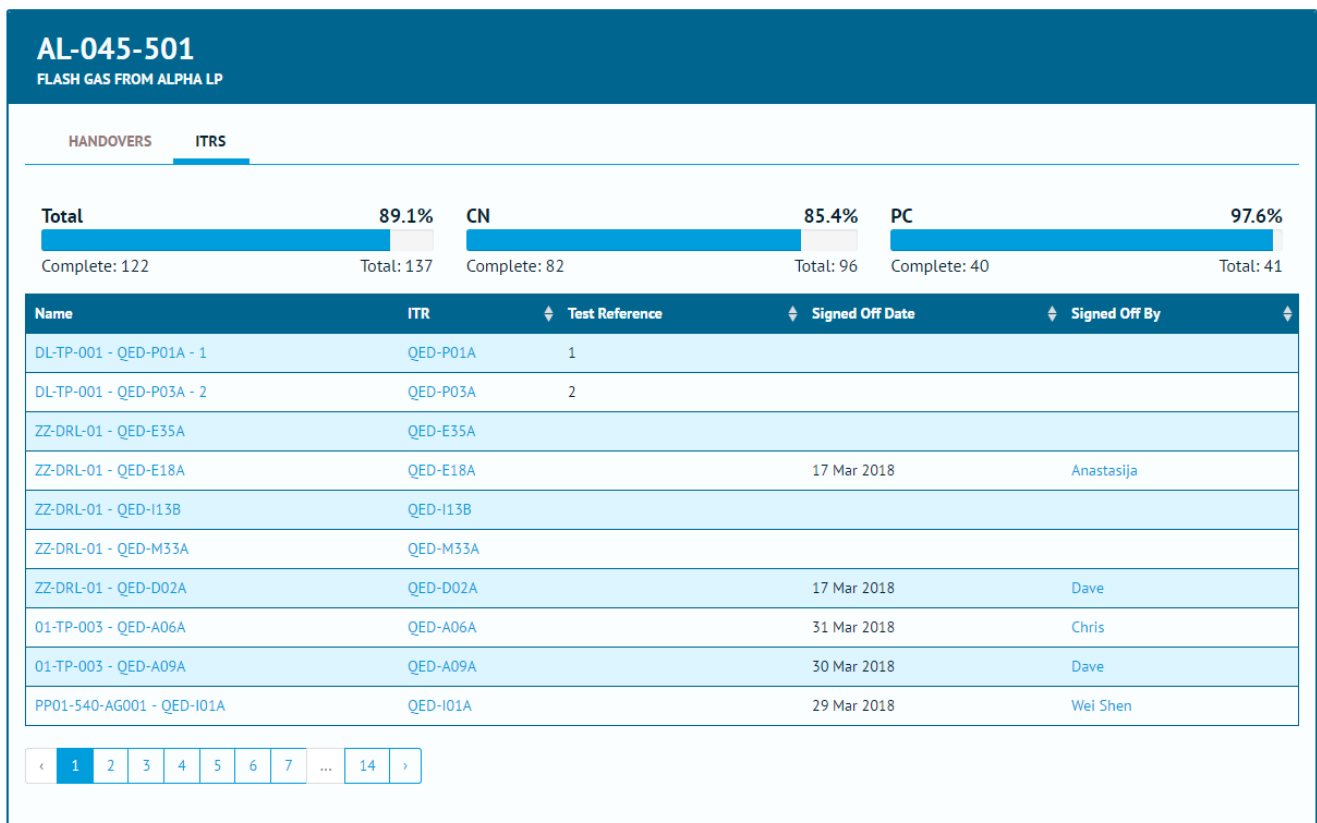 AL-045-501
FLASH GAS FROM ALPHA LP
HANDOVERS ITRS
Total 89.1% CN 85.4% PC 97.6%
Complete: 122 Total: 137 Complete: 82 Total: 96 Complete: 40 Total: 41
Name ITR Test Reference Signed Off Date Signed Off By
DL-TP-001 - QED-P01A - 1 QED-P01A 1
DL-TP-001 - QED-P03A - 2 QED-P03A 2
ZZ-DRL-01 - QED-E35A QED-E35A
ZZ-DRL-01 - QED-E18A QED-E18A 17 Mar 2018 Anastasija
ZZ-DRL-01 - QED-I13B QED-I13B
ZZ-DRL-01 - QED-M33A QED-M33A
ZZ-DRL-01 - QED-D02A QED-D02A 17 Mar 2018 Dave
01-TP-003 - QED-A06A QED-A06A 31 Mar 2018 Chris
01-TP-003 - QED-A09A QED-A09A 30 Mar 2018 Dave
PP01-540-AG001 - QED-I01A QED-I01A 29 Mar 2018 Wei Shen
‹ 1 2 3 4 5 6 7 ... 14 ›